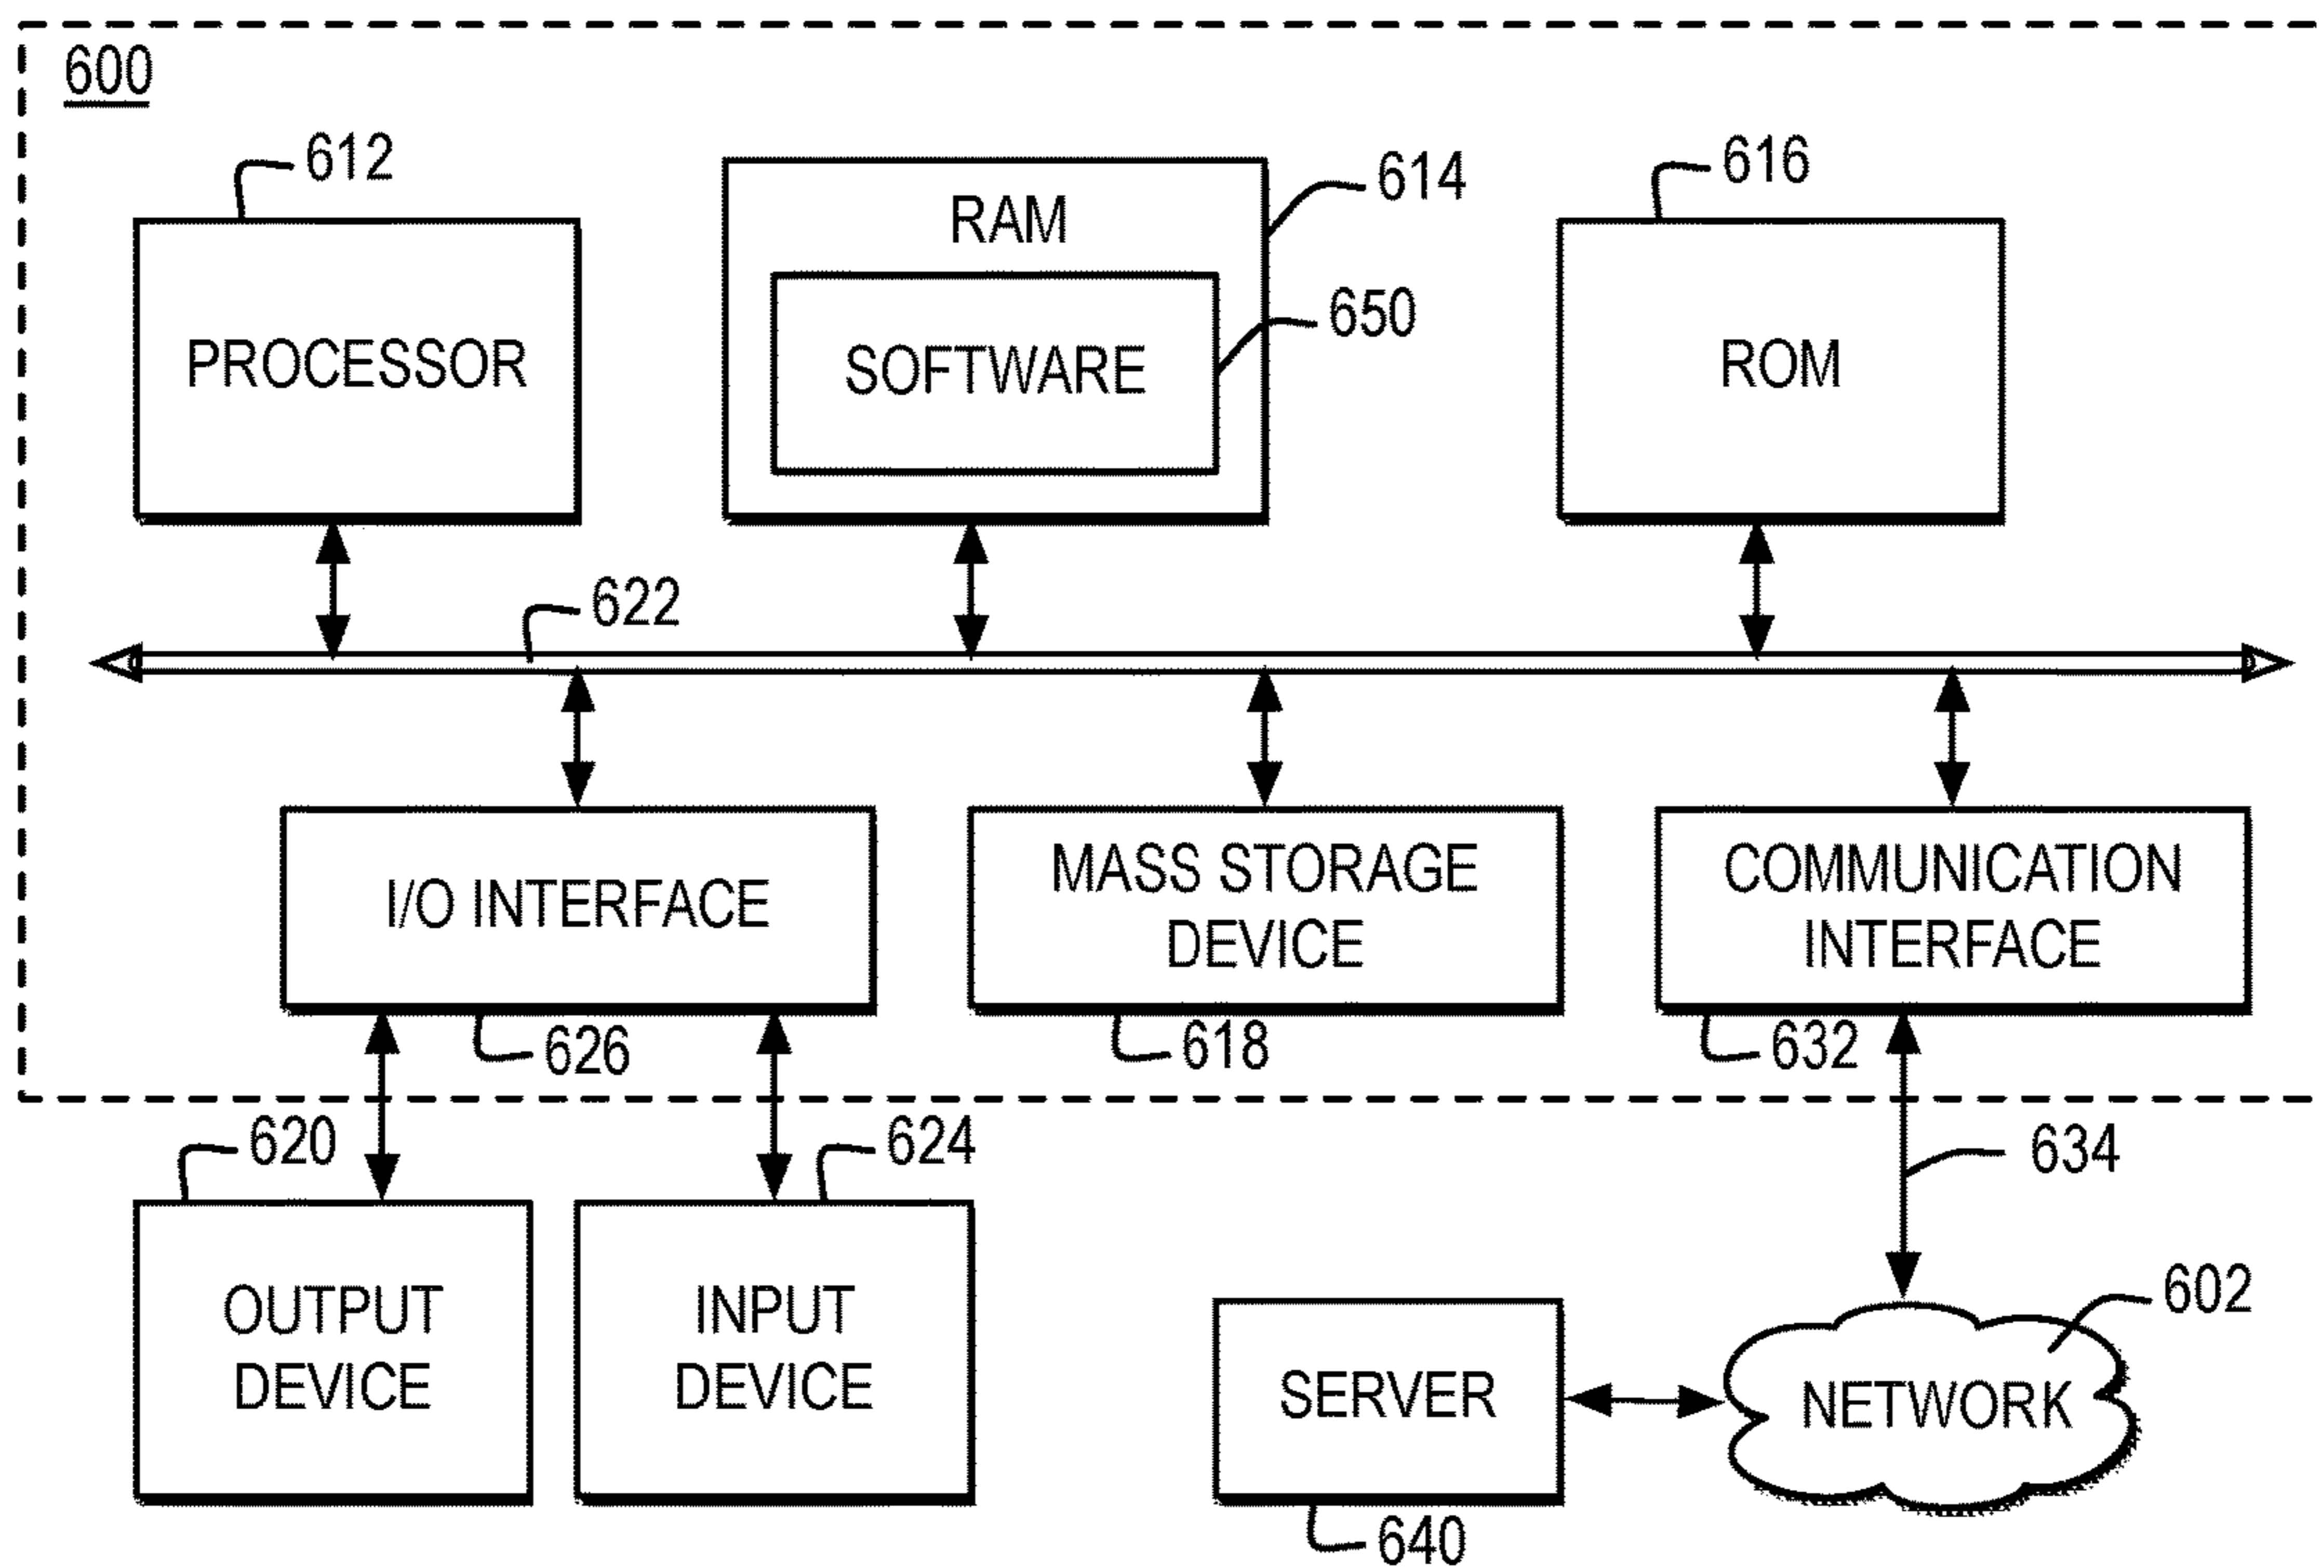 600
612
614
616
RAM
650
PROCESSOR
SOFTWARE
ROM
622
I/O INTERFACE
MASS STORAGE
DEVICE
COMMUNICATION
INTERFACE
626
618
632
620
624
634
OUTPUT
DEVICE
INPUT
DEVICE
602
SERVER
NETWORK
640